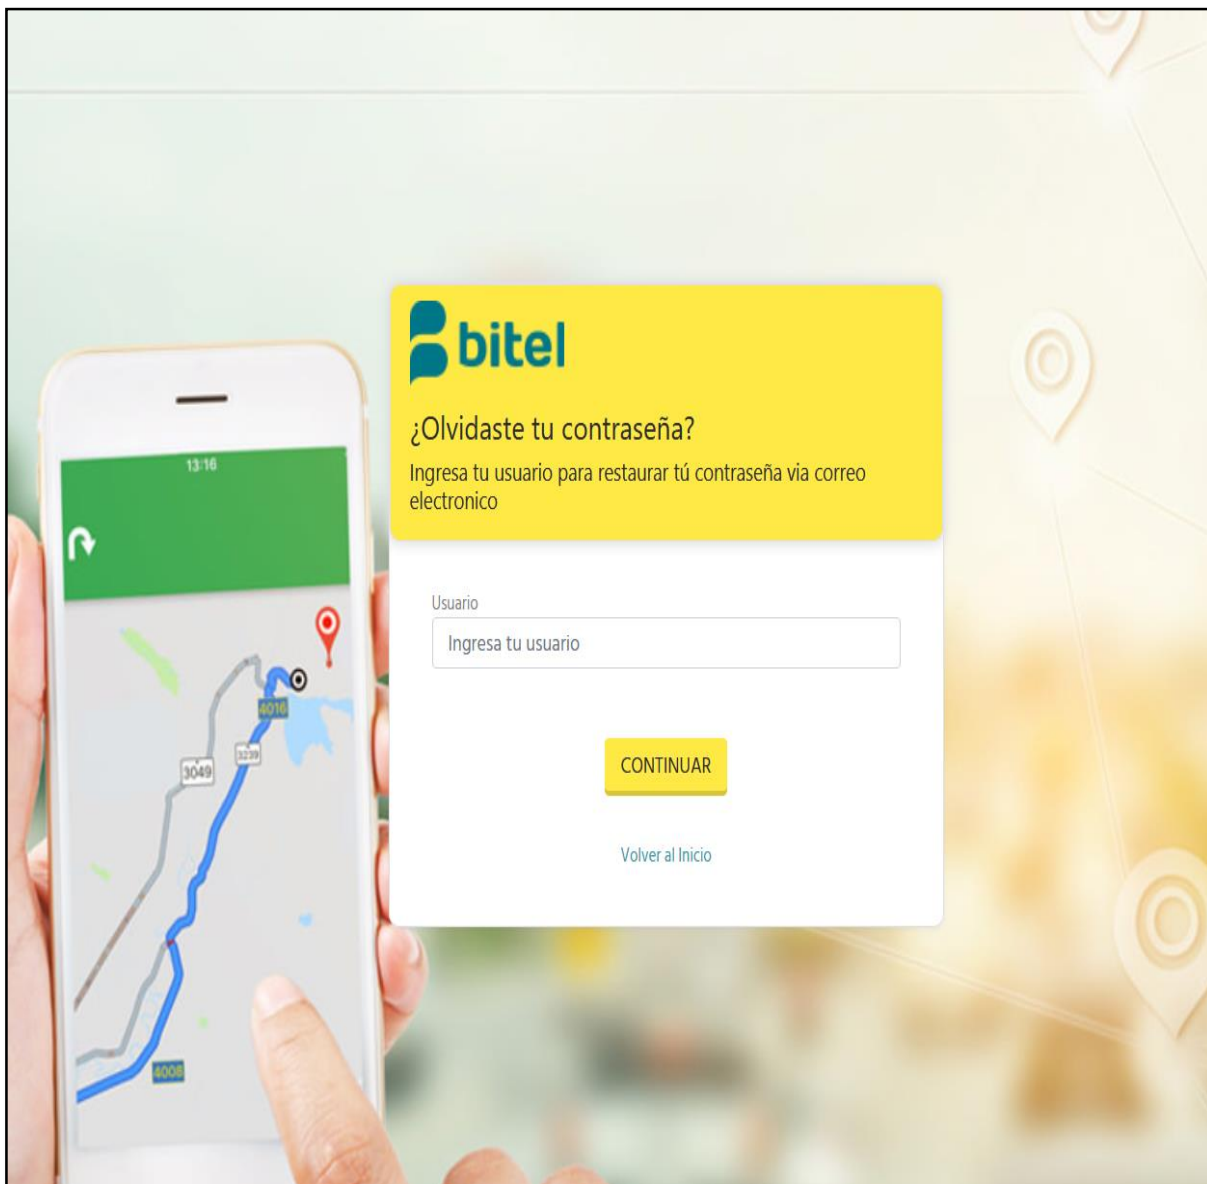 bitel
¿Olvidaste tu contraseña?
Ingresa tu usuario para restaurar tú contraseña via correo
electronico
13:16
Usuario
Ingresa tu usuario
4016
3239
3049
CONTINUAR
Volver al Inicio
4008